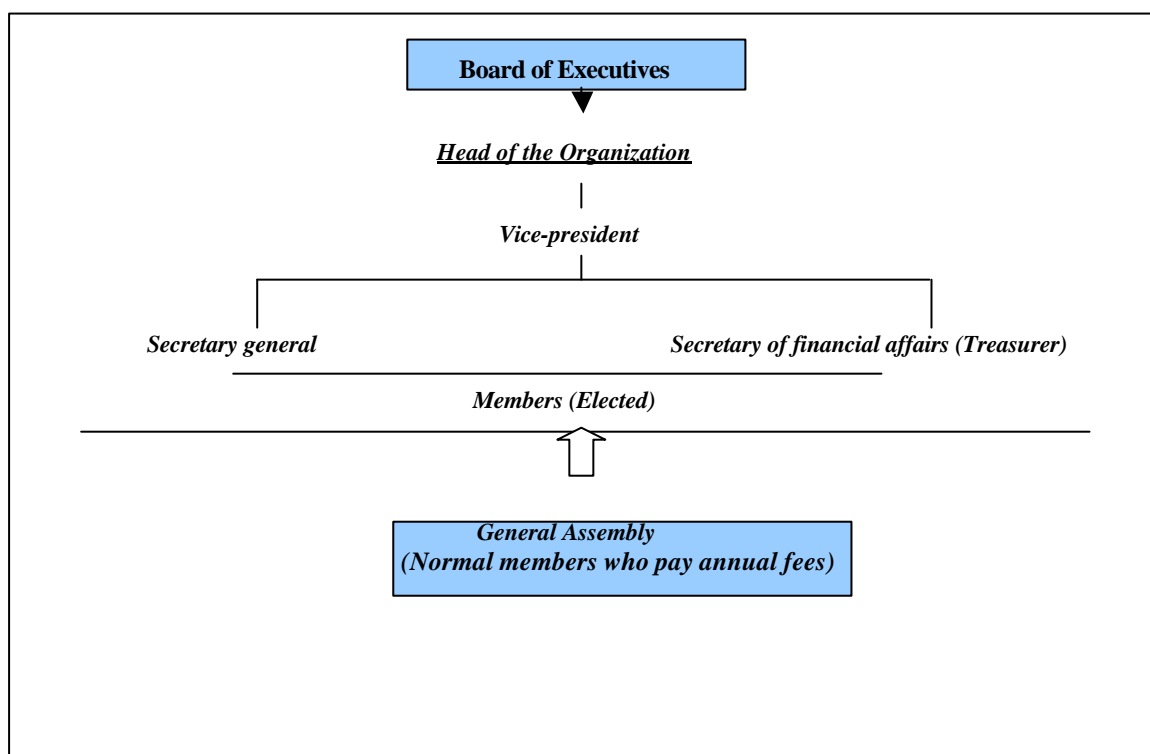 Board of Executives
Head of the Organization
Vice-president
Secretary general
Secretary of financial affairs (Treasurer)
Members (Elected)
General Assembly
(Normal members who pay annual fees)